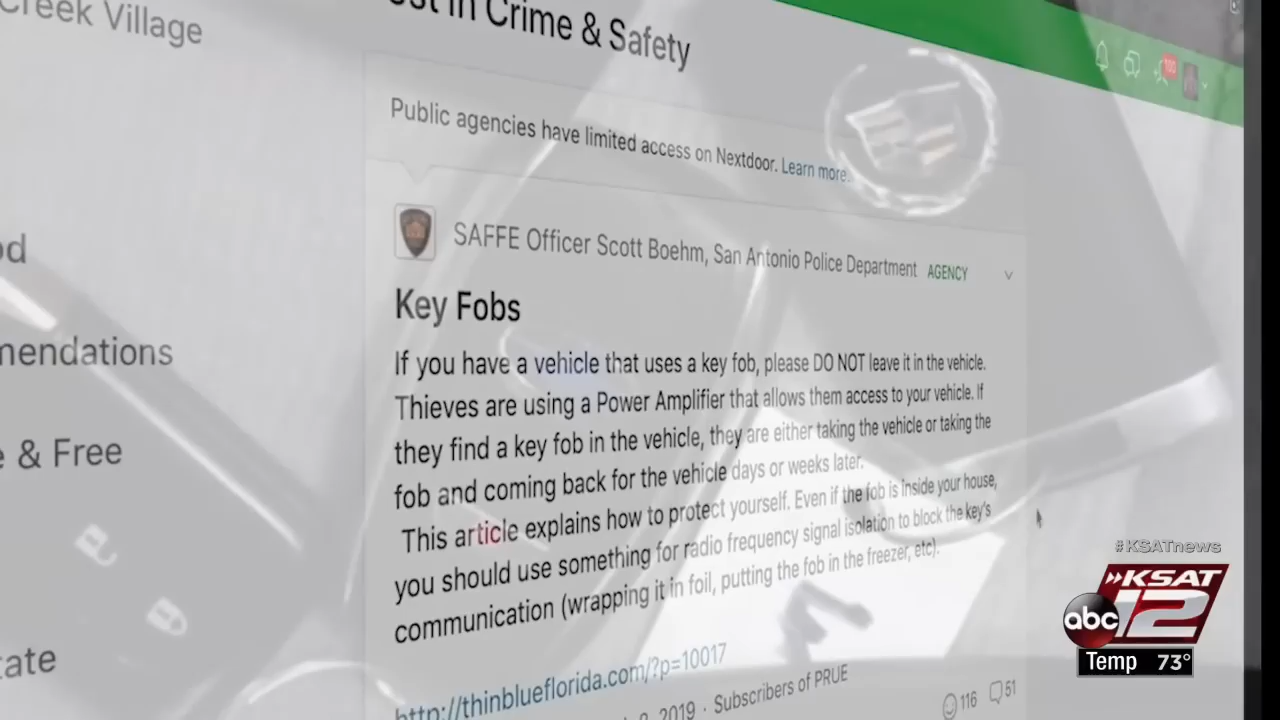 Creek Village
in Crime & Safety
Public agencies have limited access on Nextdoor. Learn more.
SAFFE Officer Scott Boehm, San Antonio Police Department AGENCY
Key Fobs
If you have a vehicle that uses a key fob, please DO NOT leave it in the vehicle.
Thieves are using a Power Amplifier that allows them access to your vehicle. If
they find a key fob in the vehicle, they are either taking the vehicle or taking the
fob and coming back for the vehicle days or weeks later.
This article explains how to protect yourself. Even if the fob is inside your house,
you should use something for radio frequency signal isolation to block the key's
communication (wrapping it in foil, putting the fob in the freezer, etc).
http://thinblueflorida.com/?p=10017
2019 · Subscribers of PRUE
116 51
& Free
#KSATnews
KSAT
abc 12
Temp 73°